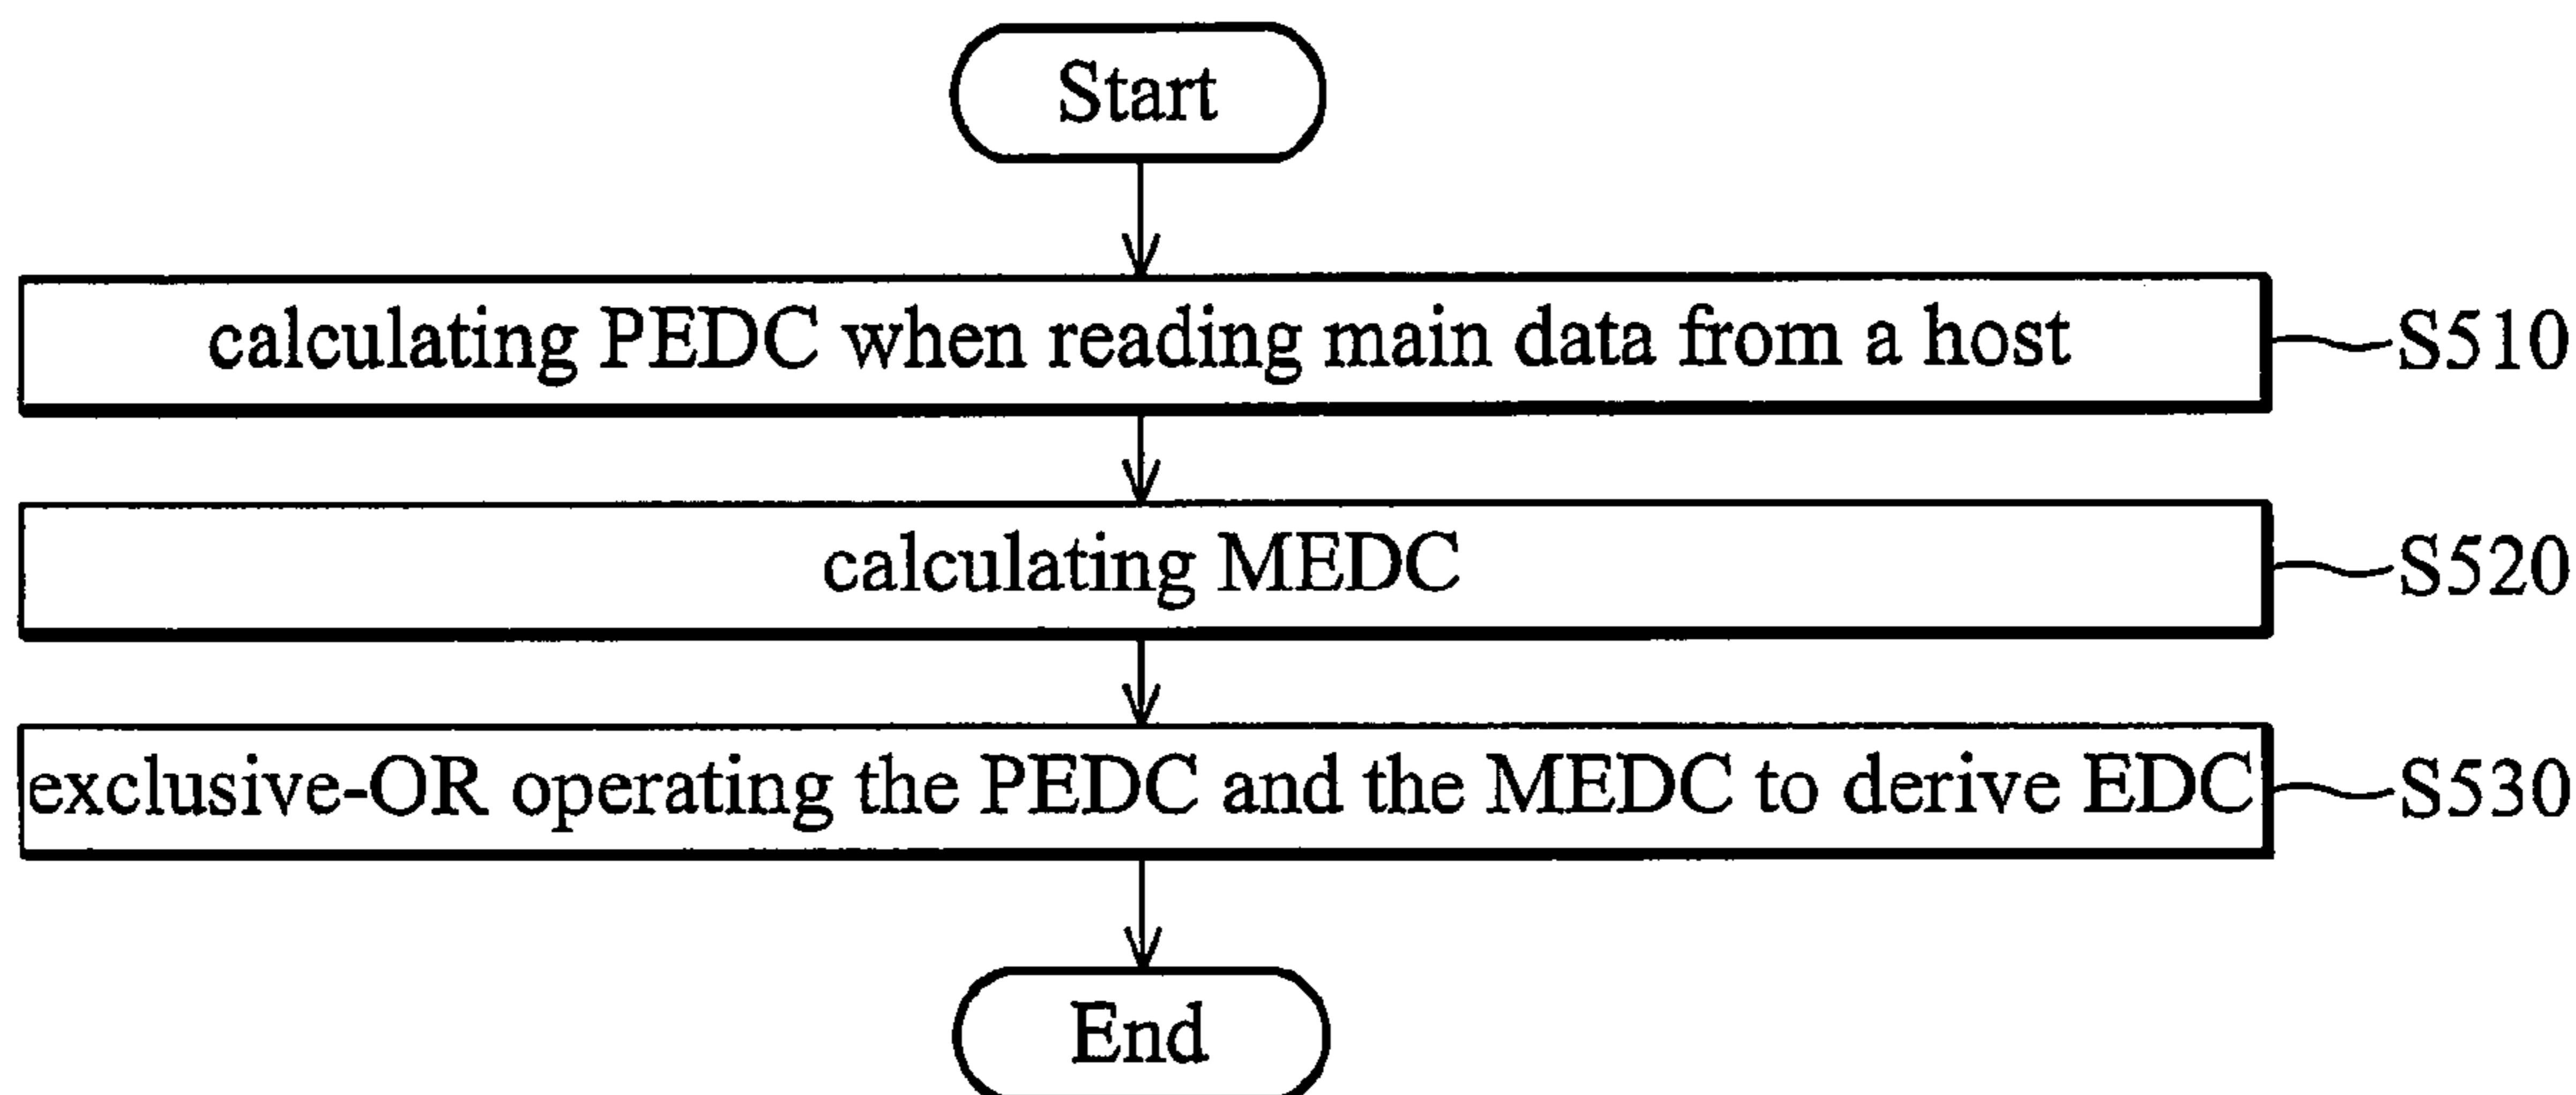 Start
calculating PEDC when reading main data from a host
S510
calculating MEDC
S520
exclusive-OR operating the PEDC and the MEDC to derive EDC
S530
End